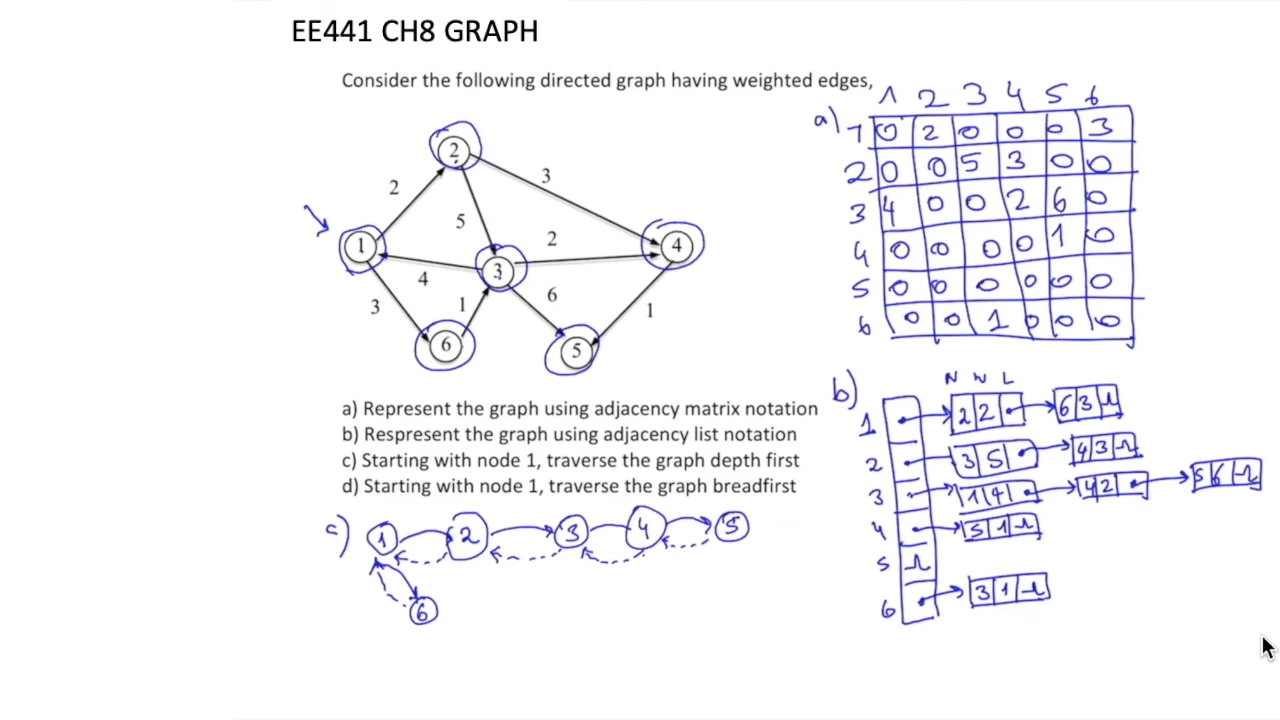 EE441 CH8 GRAPH
Consider the following directed graph having weighted edges,
2
2
3
5
1
2
4
3
4
3
1
6
6
1
5
a) Represent the graph using adjacency matrix notation
b) Respresent the graph using adjacency list notation
c) Starting with node 1, traverse the graph depth first
d) Starting with node 1, traverse the graph breadfirst
c) 1 2 3 4 5
6
a) 1 2 3 4 5 6
1 0 2 0 0 0 3
2 0 0 5 3 0 0
3 4 0 0 2 6 0
4 0 0 0 0 1 0
5 0 0 0 0 0 0
6 0 0 1 0 0 0
b) N W L
1 2 2 6 3
2 3 5 4 3
3 1 4 4 2 5 6
4 5 1
5
6 3 1